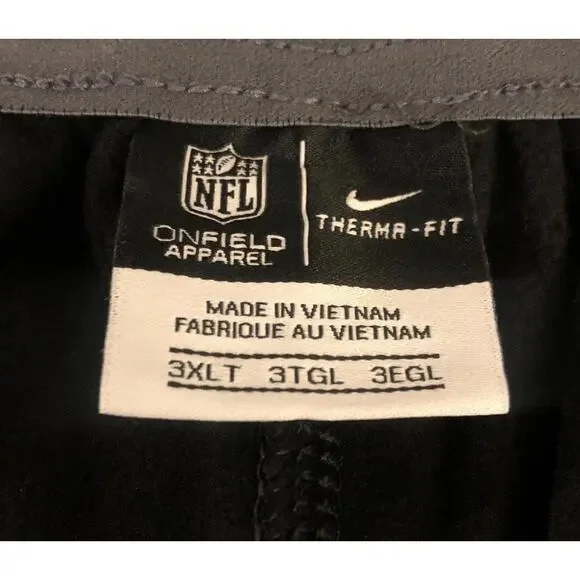 NFL
ONFIELD
APPAREL
THERMA-FIT
MADE IN VIETNAM
FABRIQUE AU VIETNAM
3XLT 3TGL 3EGL